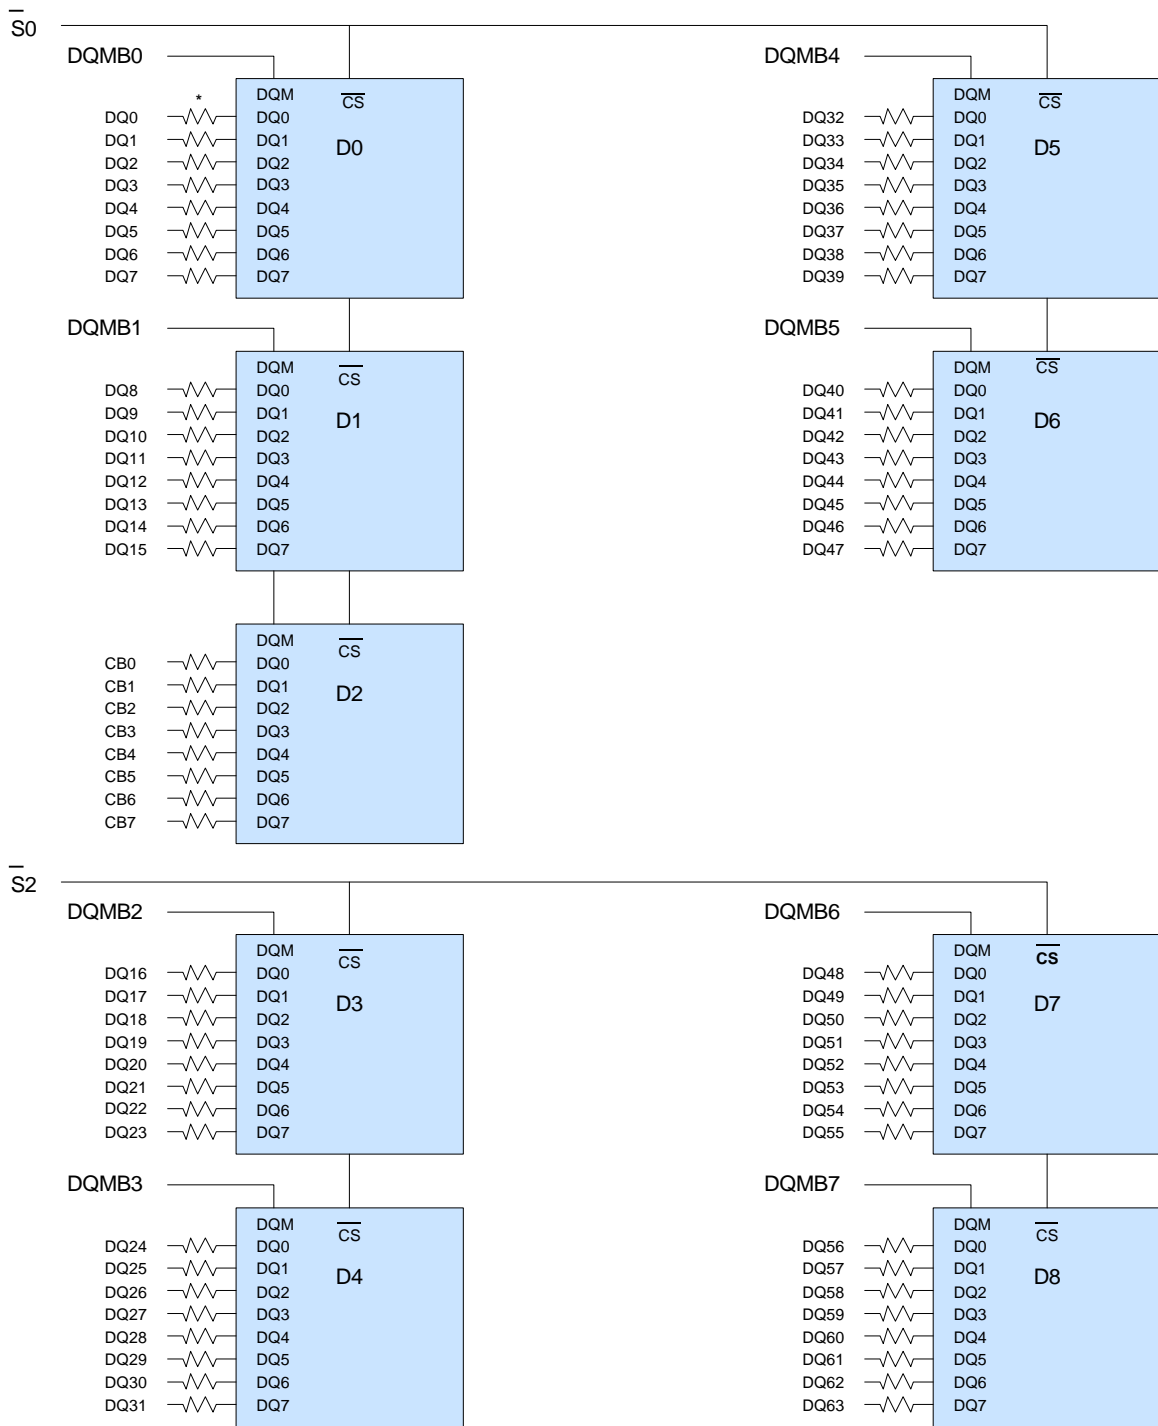 S0
DQMB0
DQM CS
*
DQ0 DQ0
DQ1 DQ1
D0
DQ2 DQ2
DQ3 DQ3
DQ4 DQ4
DQ5 DQ5
DQ6 DQ6
DQ7 DQ7
DQMB4
DQM CS
DQ32 DQ0
DQ33 DQ1
D5
DQ34 DQ2
DQ35 DQ3
DQ36 DQ4
DQ37 DQ5
DQ38 DQ6
DQ39 DQ7
DQMB1
DQM CS
DQ8 DQ0
DQ9 DQ1
D1
DQ10 DQ2
DQ11 DQ3
DQ12 DQ4
DQ13 DQ5
DQ14 DQ6
DQ15 DQ7
DQMB5
DQM CS
DQ40 DQ0
DQ41 DQ1
D6
DQ42 DQ2
DQ43 DQ3
DQ44 DQ4
DQ45 DQ5
DQ46 DQ6
DQ47 DQ7
DQM CS
CB0 DQ0
CB1 DQ1
D2
CB2 DQ2
CB3 DQ3
CB4 DQ4
CB5 DQ5
CB6 DQ6
CB7 DQ7
S2
DQMB2
DQM CS
DQ16 DQ0
DQ17 DQ1
D3
DQ18 DQ2
DQ19 DQ3
DQ20 DQ4
DQ21 DQ5
DQ22 DQ6
DQ23 DQ7
DQMB6
DQM CS
DQ48 DQ0
DQ49 DQ1
D7
DQ50 DQ2
DQ51 DQ3
DQ52 DQ4
DQ53 DQ5
DQ54 DQ6
DQ55 DQ7
DQMB3
DQM CS
DQ24 DQ0
DQ25 DQ1
D4
DQ26 DQ2
DQ27 DQ3
DQ28 DQ4
DQ29 DQ5
DQ30 DQ6
DQ31 DQ7
DQMB7
DQM CS
DQ56 DQ0
DQ57 DQ1
D8
DQ58 DQ2
DQ59 DQ3
DQ60 DQ4
DQ61 DQ5
DQ62 DQ6
DQ63 DQ7